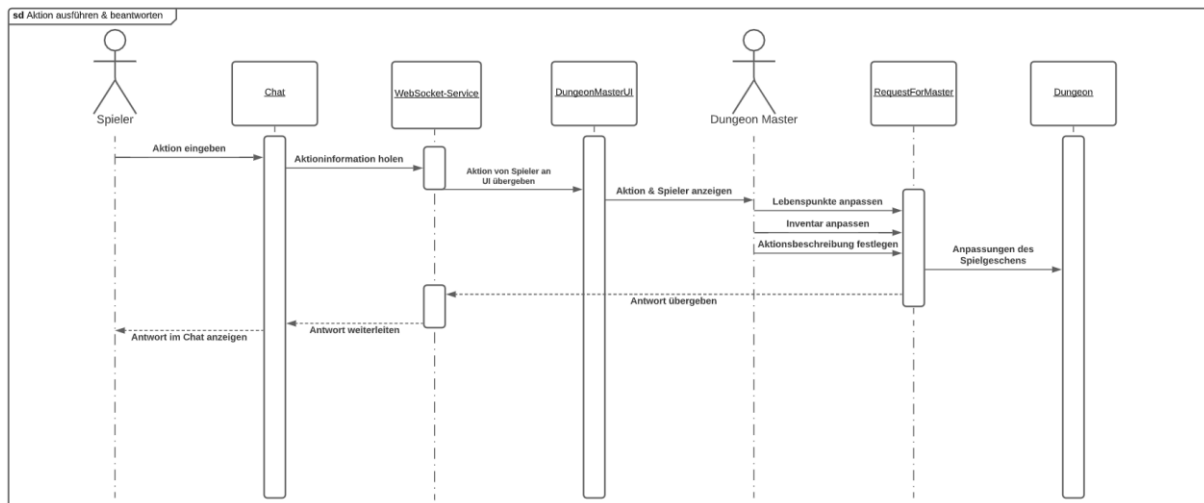 sd Aktion ausführen & beantworten
Spieler
Chat
WebSocket-Service
DungeonMasterUI
Dungeon Master
RequestForMaster
Dungeon
Aktion eingeben
Aktioninformation holen
Aktion von Spieler an
UI übergeben
Aktion & Spieler anzeigen
Lebenspunkte anpassen
Inventar anpassen
Aktionsbeschreibung festlegen
Anpassungen des
Spielgeschens
Antwort übergeben
Antwort weiterleiten
Antwort im Chat anzeigen